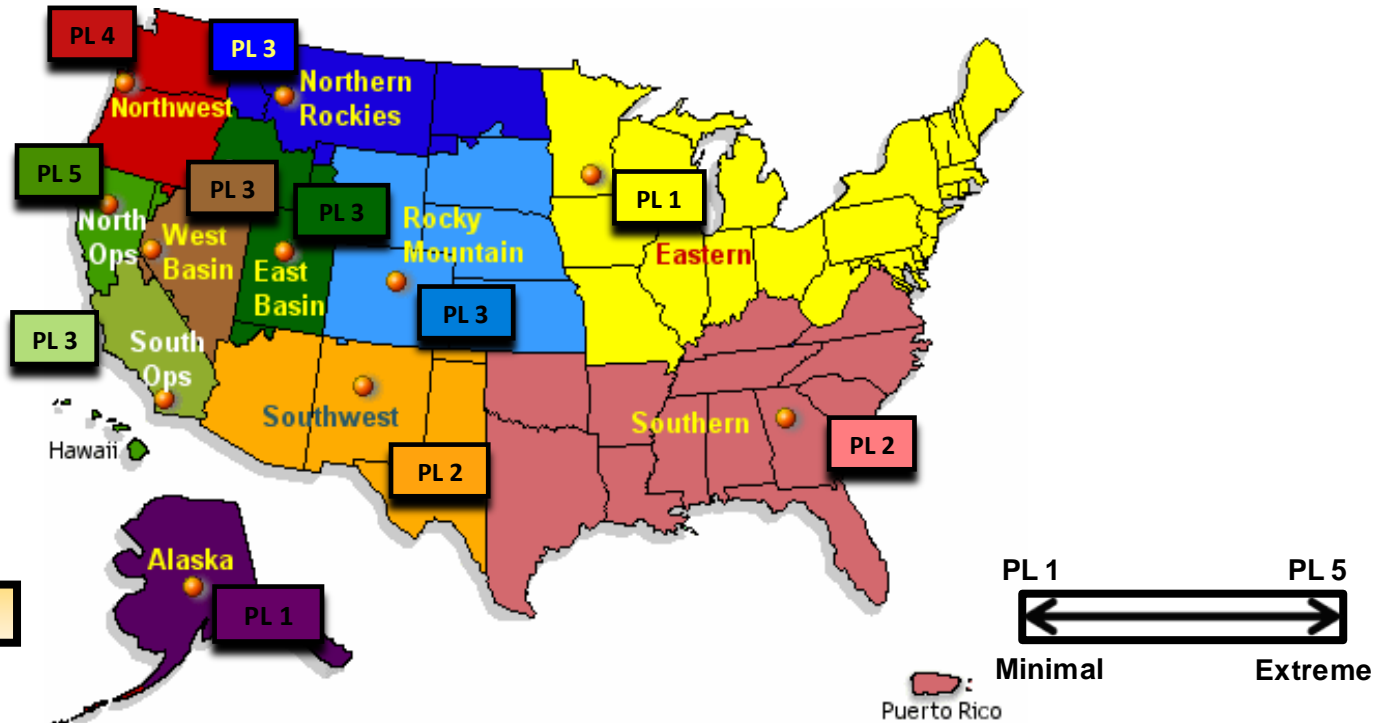 PL 4
PL 3
Northwest
Northern
Rockies
PL 5
PL 3
PL 3
PL 1
North
Ops
West
Basin
East
Basin
Rocky
Mountain
Eastern
PL 3
PL 3
South
Ops
Southwest
Southern
Hawaii
PL 2
PL 2
Alaska
PL 1
PL 1
PL 5
Minimal
Extreme
Puerto Rico